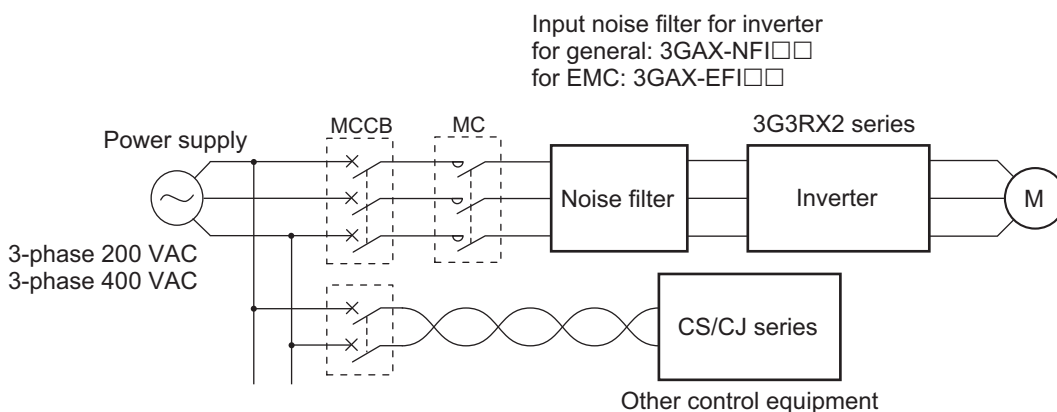 Input noise filter for inverter
for general: 3GAX-NFI□□
for EMC: 3GAX-EFI□□
MCCB
MC
3G3RX2 series
Power supply
Noise filter
Inverter
M
3-phase 200 VAC
3-phase 400 VAC
CS/CJ series
Other control equipment